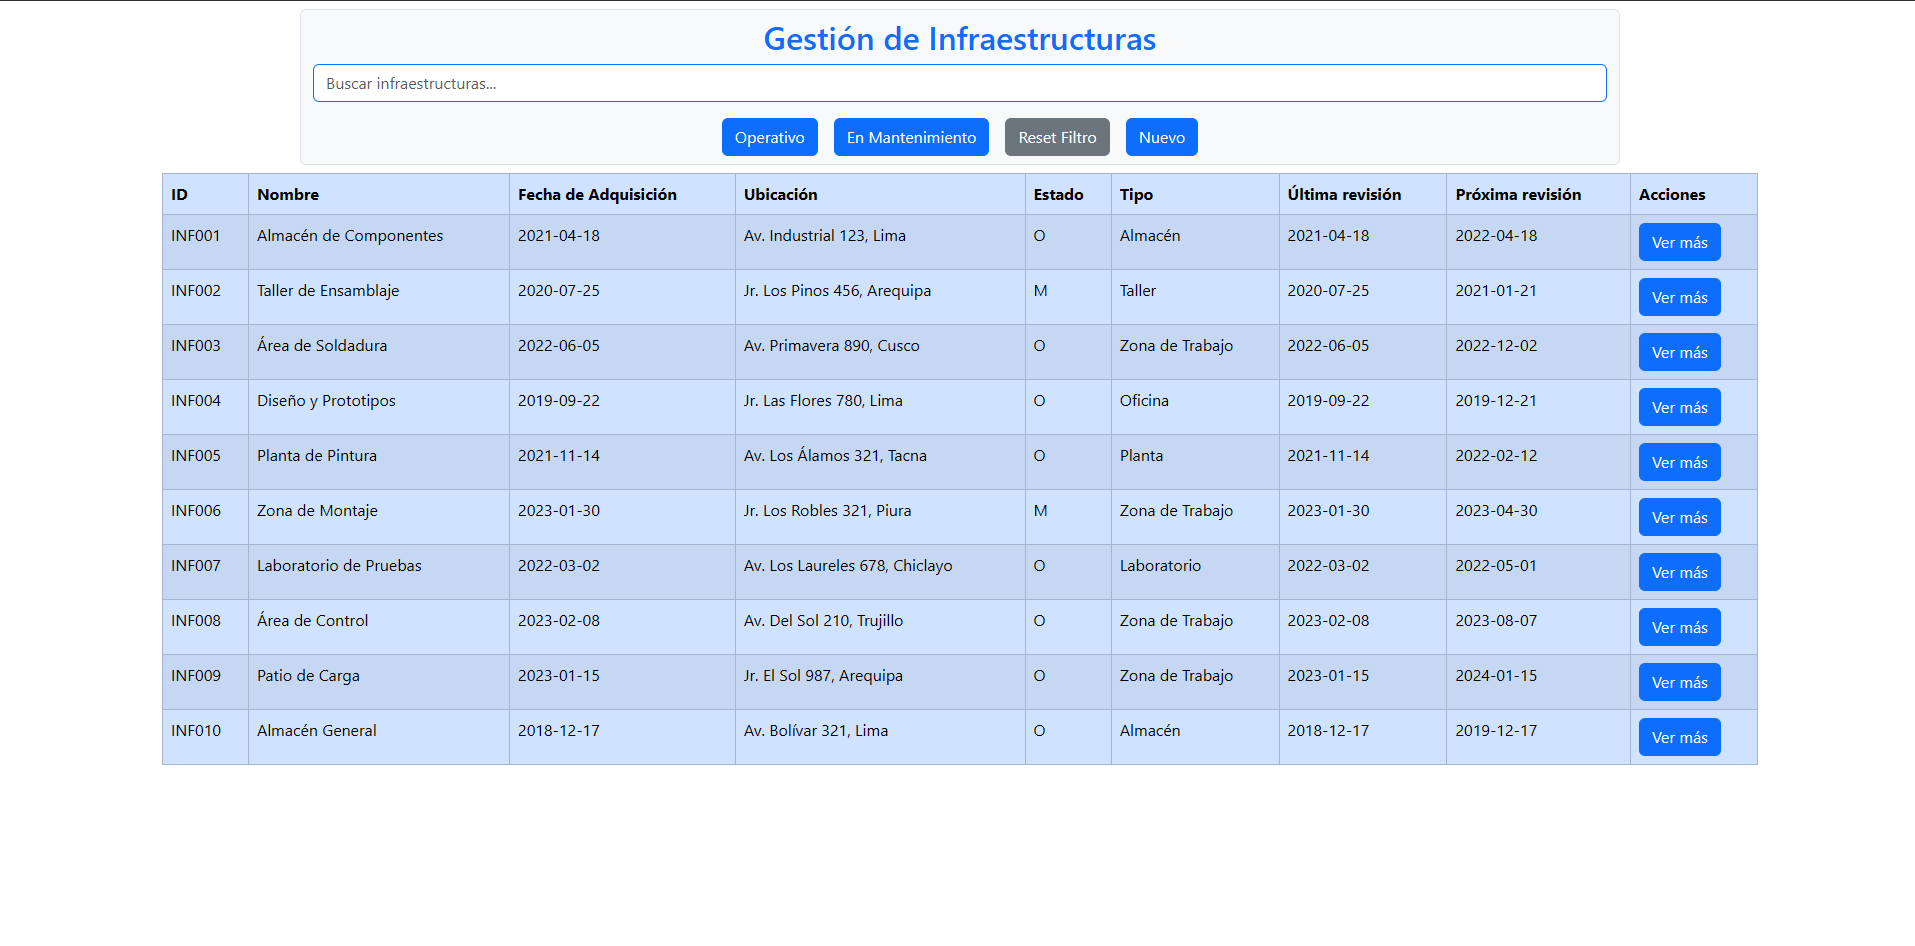 Gestión de Infraestructuras
Buscar infraestructuras...
Operativo En Mantenimiento Reset Filtro Nuevo
ID Nombre Fecha de Adquisición Ubicación Estado Tipo Última revisión Próxima revisión Acciones
INF001 Almacén de Componentes 2021-04-18 Av. Industrial 123, Lima O Almacén 2021-04-18 2022-04-18 Ver más
INF002 Taller de Ensamblaje 2020-07-25 Jr. Los Pinos 456, Arequipa M Taller 2020-07-25 2021-01-21 Ver más
INF003 Área de Soldadura 2022-06-05 Av. Primavera 890, Cusco O Zona de Trabajo 2022-06-05 2022-12-02 Ver más
INF004 Diseño y Prototipos 2019-09-22 Jr. Las Flores 780, Lima O Oficina 2019-09-22 2019-12-21 Ver más
INF005 Planta de Pintura 2021-11-14 Av. Los Álamos 321, Tacna O Planta 2021-11-14 2022-02-12 Ver más
INF006 Zona de Montaje 2023-01-30 Jr. Los Robles 321, Piura M Zona de Trabajo 2023-01-30 2023-04-30 Ver más
INF007 Laboratorio de Pruebas 2022-03-02 Av. Los Laureles 678, Chiclayo O Laboratorio 2022-03-02 2022-05-01 Ver más
INF008 Área de Control 2023-02-08 Av. Del Sol 210, Trujillo O Zona de Trabajo 2023-02-08 2023-08-07 Ver más
INF009 Patio de Carga 2023-01-15 Jr. El Sol 987, Arequipa O Zona de Trabajo 2023-01-15 2024-01-15 Ver más
INF010 Almacén General 2018-12-17 Av. Bolívar 321, Lima O Almacén 2018-12-17 2019-12-17 Ver más